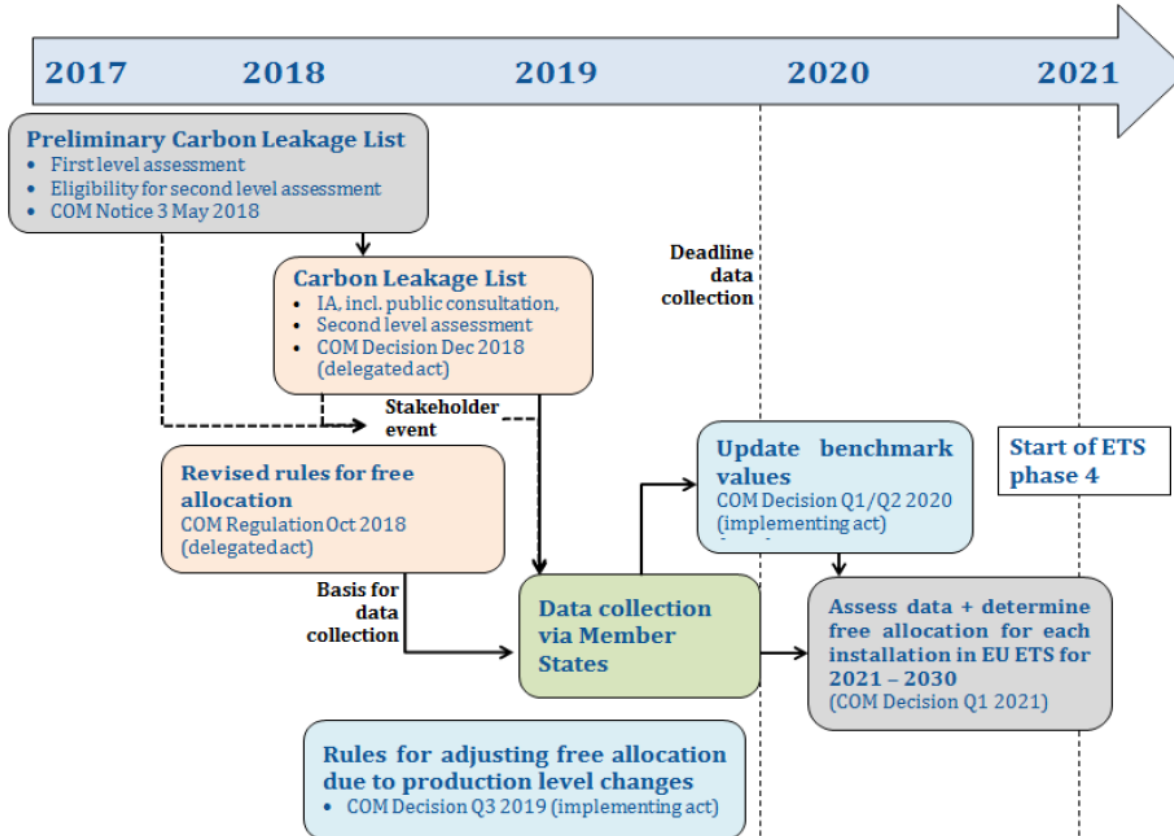 2017 2018 2019 2020 2021
Preliminary Carbon Leakage List
• First level assessment
• Eligibility for second level assessment
• COM Notice 3 May 2018
Deadline
data
collection
Carbon Leakage List
• IA, incl. public consultation,
• Second level assessment
• COM Decision Dec 2018
(delegated act)
Stakeholder
event
Revised rules for free
allocation
COM Regulation Oct 2018
(delegated act)
Update benchmark
values
COM Decision Q1/Q2 2020
(implementing act)
Start of ETS
phase 4
Basis for
data
collection
Data collection
via Member
States
Assess data + determine
free allocation for each
installation in EU ETS for
2021 – 2030
(COM Decision Q1 2021)
Rules for adjusting free allocation
due to production level changes
• COM Decision Q3 2019 (implementing act)